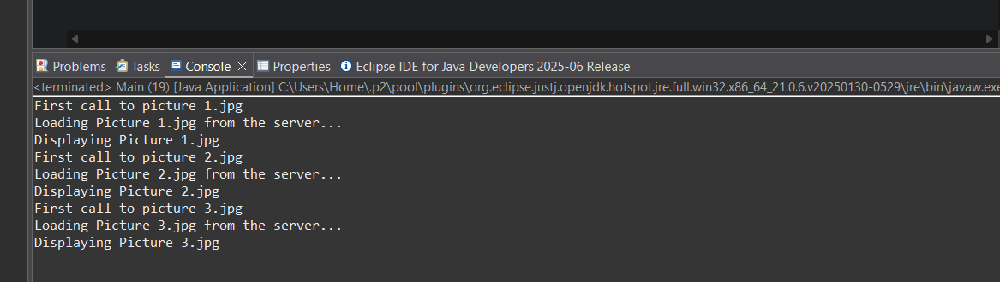 Problems Tasks Console Properties Eclipse IDE for Java Developers 2025-06 Release
<terminated> Main (19) [Java Application] C:\Users\Home\.p2\pool\plugins\org.eclipse.justj.openjdk.hotspot.jre.full.win32.x86_64_21.0.6.v20250130-0529\jre\bin\javaw.exe
First call to picture 1.jpg
Loading Picture 1.jpg from the server...
Displaying Picture 1.jpg
First call to picture 2.jpg
Loading Picture 2.jpg from the server...
Displaying Picture 2.jpg
First call to picture 3.jpg
Loading Picture 3.jpg from the server...
Displaying Picture 3.jpg